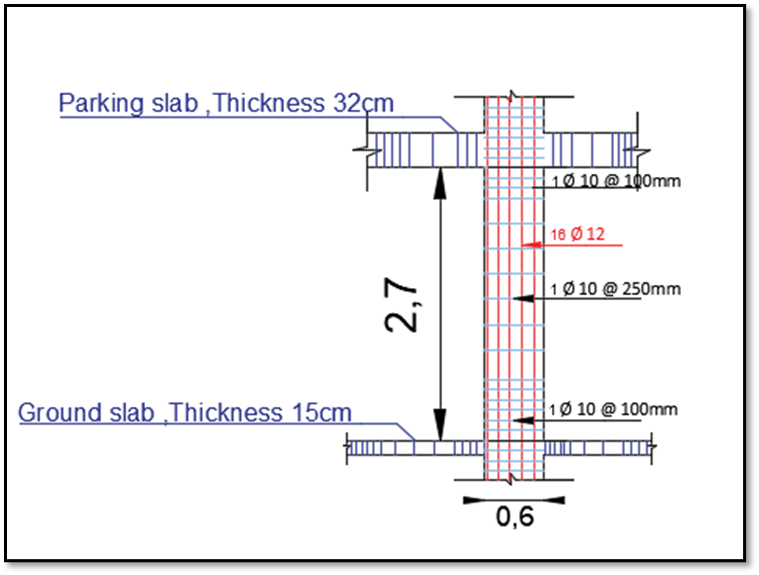 Parking slab ,Thickness 32cm
1 Ø 10 @ 100mm
16 Ø 12
2,7
1 Ø 10 @ 250mm
1 Ø 10 @ 100mm
Ground slab ,Thickness 15cm
0,6